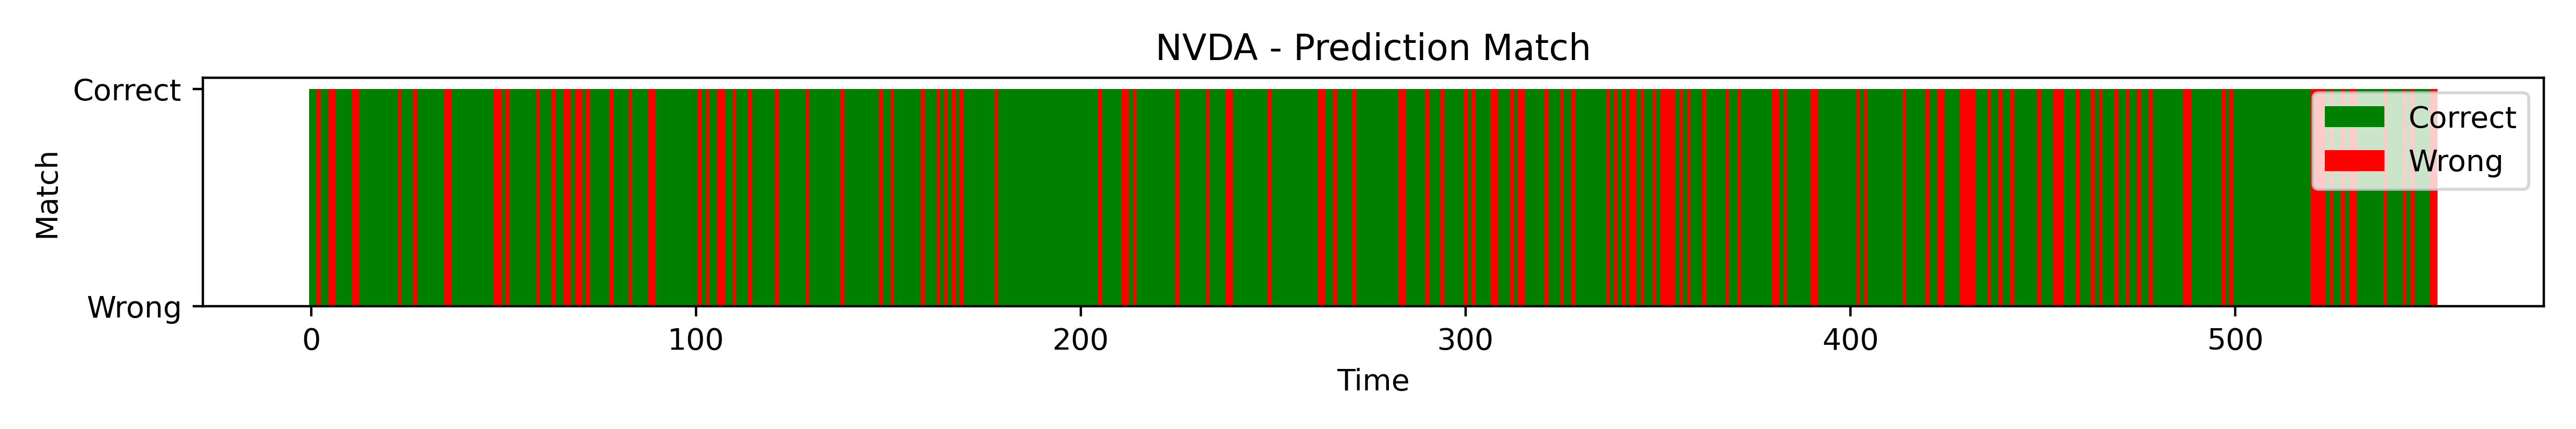 NVDA - Prediction Match
Correct
Match
Wrong
Correct
Wrong
0 100 200 300 400 500
Time